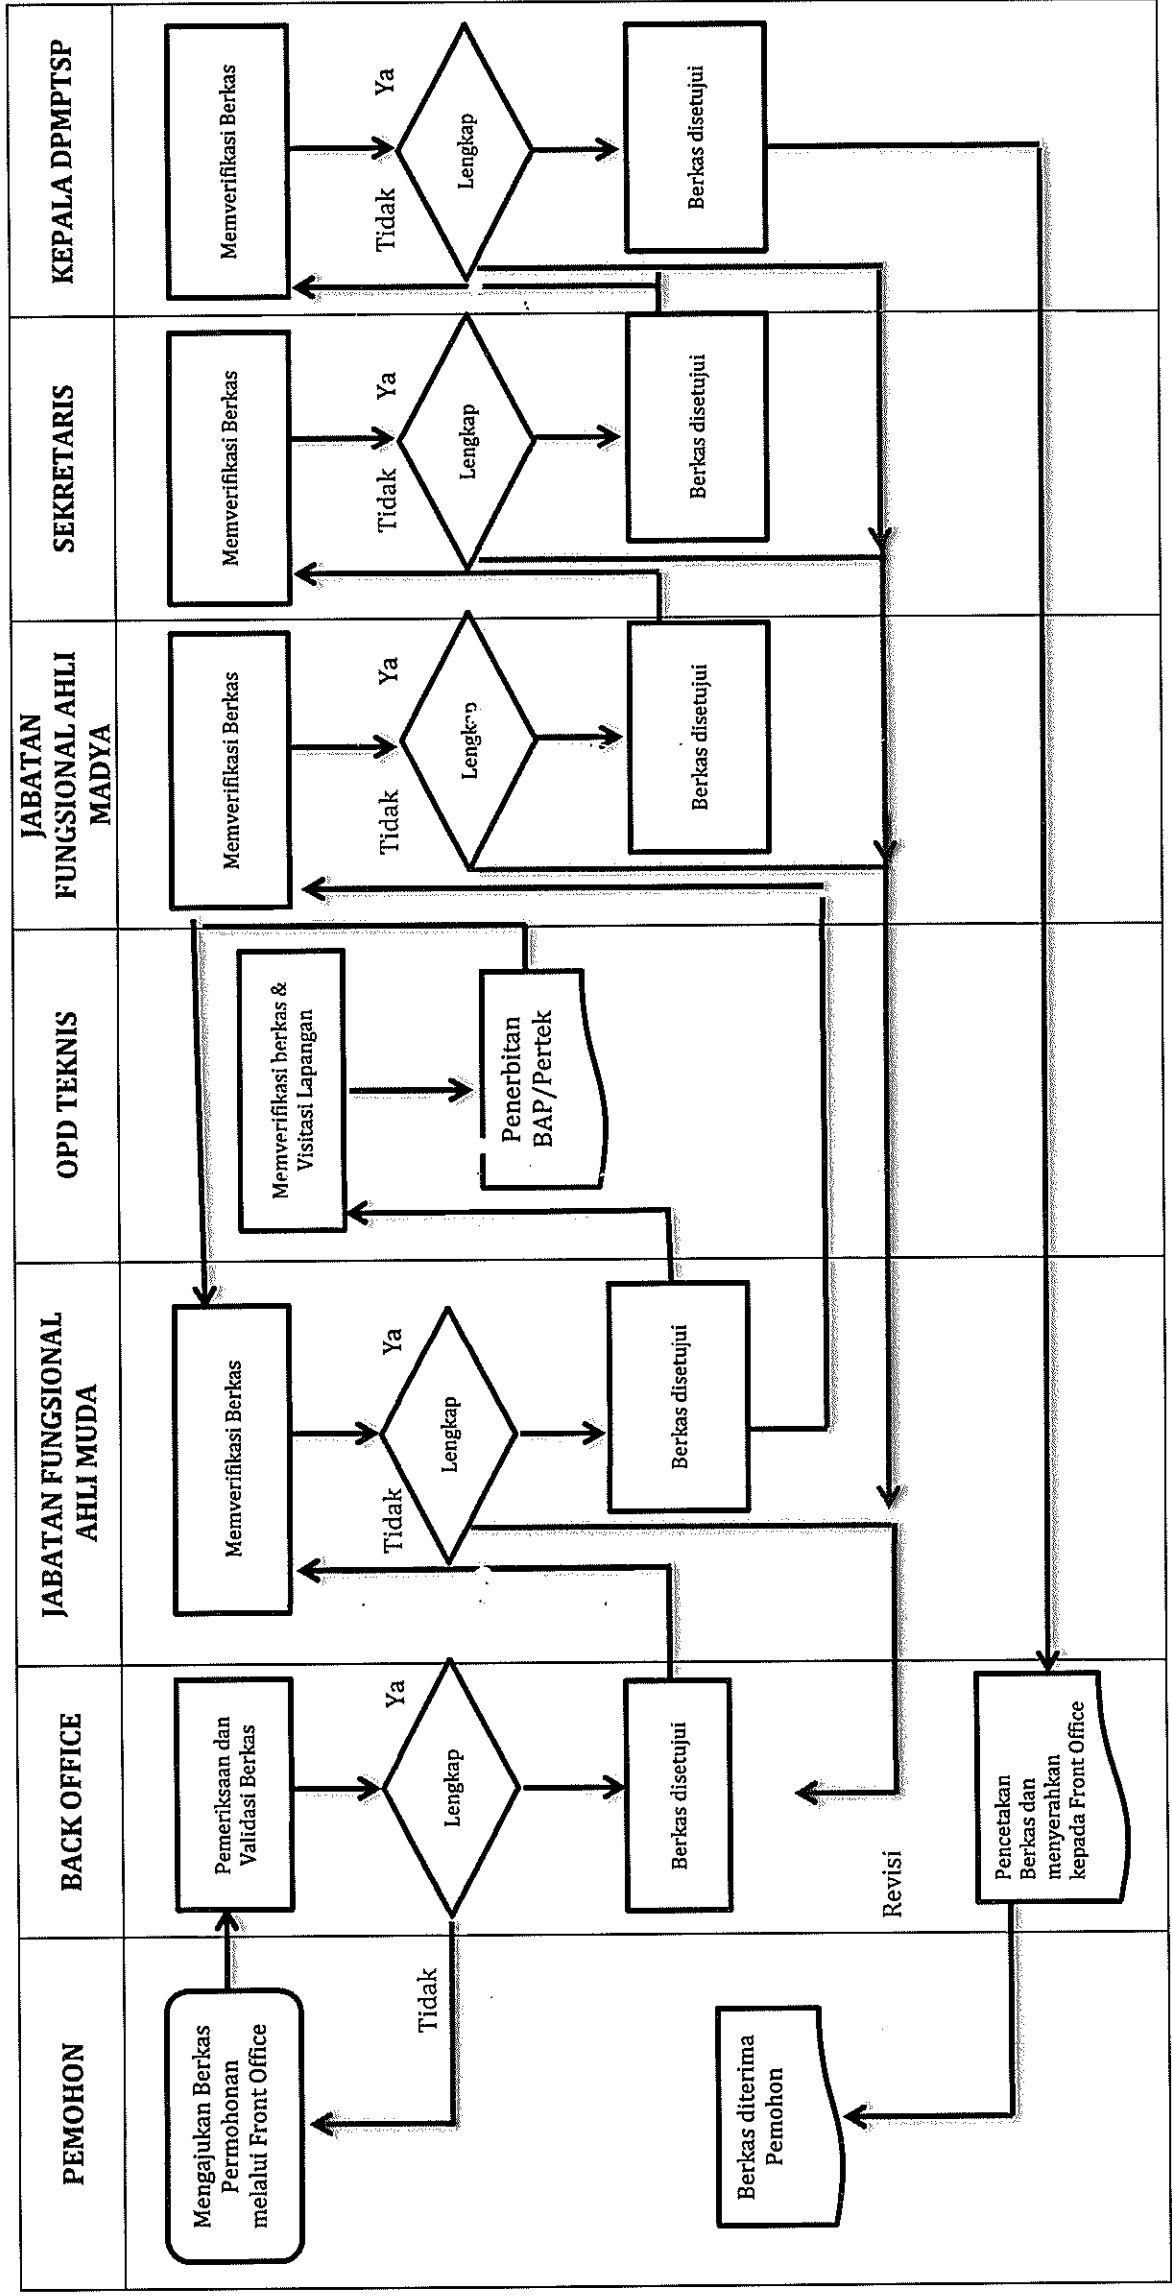 PEMOHON
BACK OFFICE
JABATAN FUNGSIONAL
AHLI MUDA
OPD TEKNIS
JABATAN
FUNGSIONAL AHLI
MADYA
SEKRETARIS
KEPALA DPMPTSP
Mengajukan Berkas
Permohonan
melalui Front Office
Tidak
Berkas diterima
Pemohon
Pemeriksaan dan
Validasi Berkas
Ya
Lengkap
Berkas disetujui
Revisi
Pencetakan
Berkas dan
menyerahkan
kepada Front Office
Memverifikasi Berkas
Tidak
Ya
Lengkap
Berkas disetujui
Memverifikasi berkas &
Visitasi Lapangan
Penerbitan
BAP/Pertek
Memverifikasi Berkas
Tidak
Ya
Lengkap
Berkas disetujui
Memverifikasi Berkas
Tidak
Ya
Lengkap
Berkas disetujui
Memverifikasi Berkas
Tidak
Ya
Lengkap
Berkas disetujui